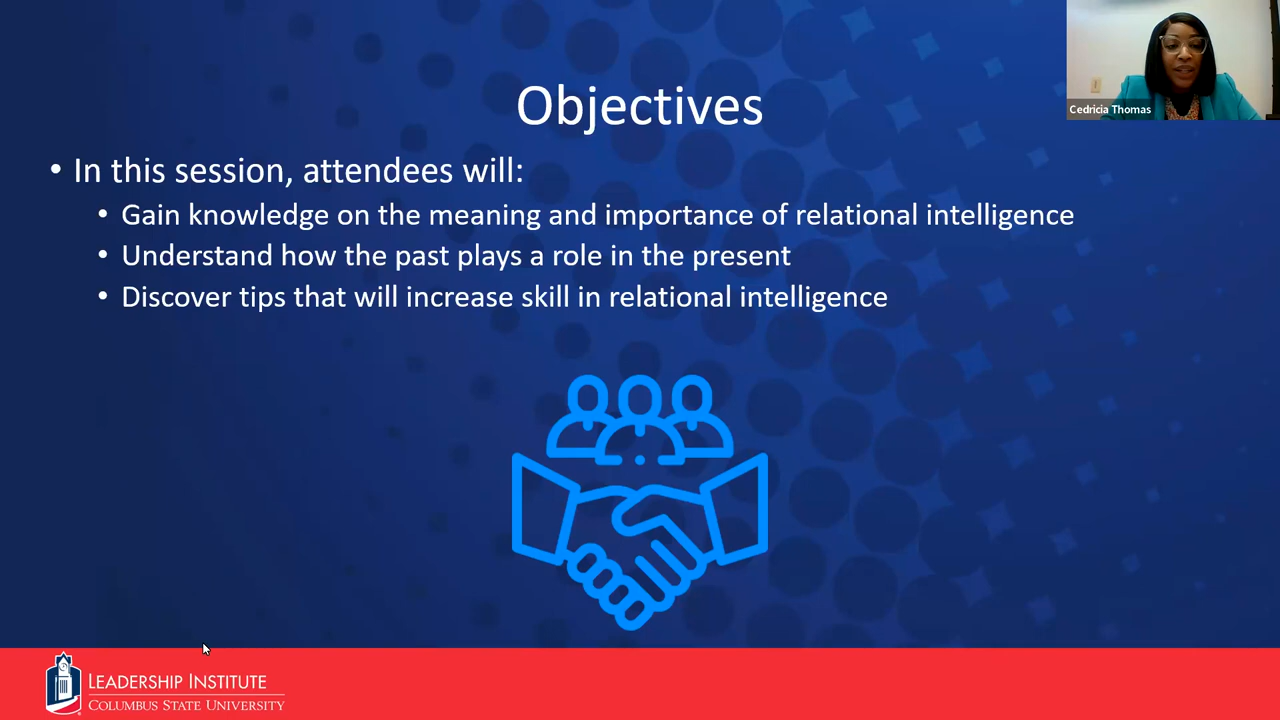 Objectives
• In this session, attendees will:
• Gain knowledge on the meaning and importance of relational intelligence
• Understand how the past plays a role in the present
• Discover tips that will increase skill in relational intelligence
Cedricia Thomas
LEADERSHIP INSTITUTE
COLUMBUS STATE UNIVERSITY